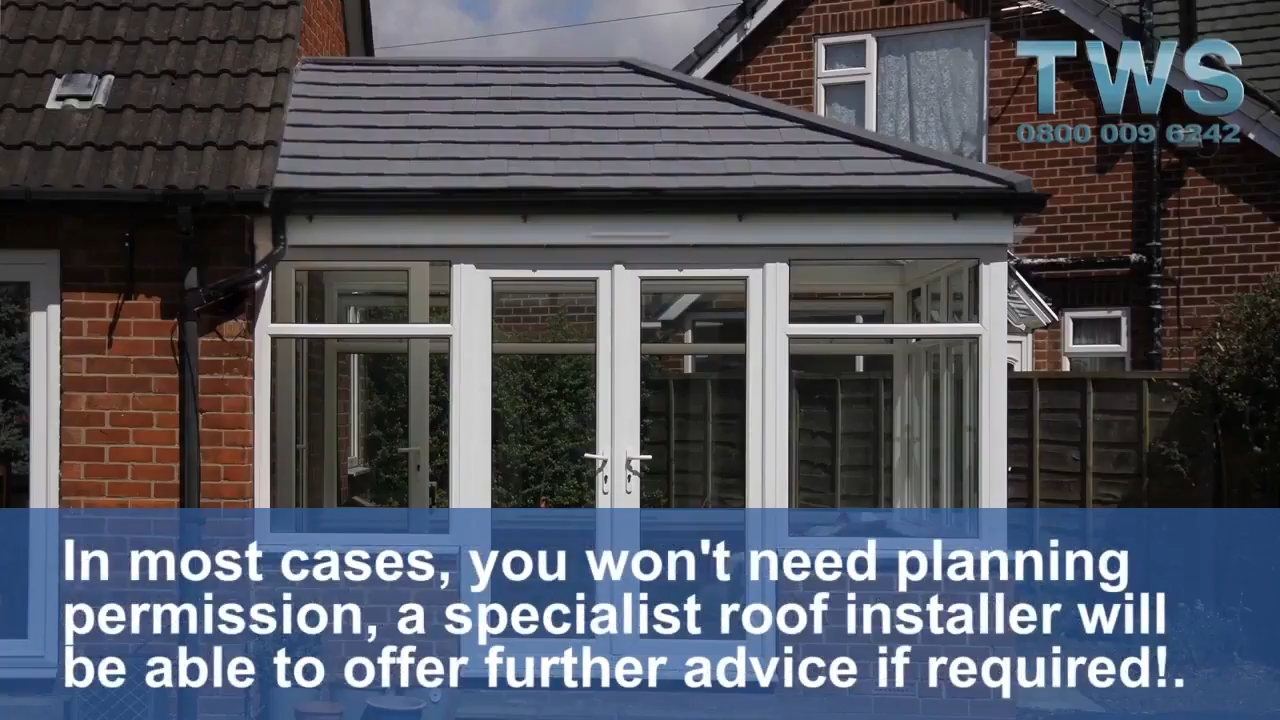 TWS
0800 009 6242
In most cases, you won't need planning
permission, a specialist roof installer will
be able to offer further advice if required!.